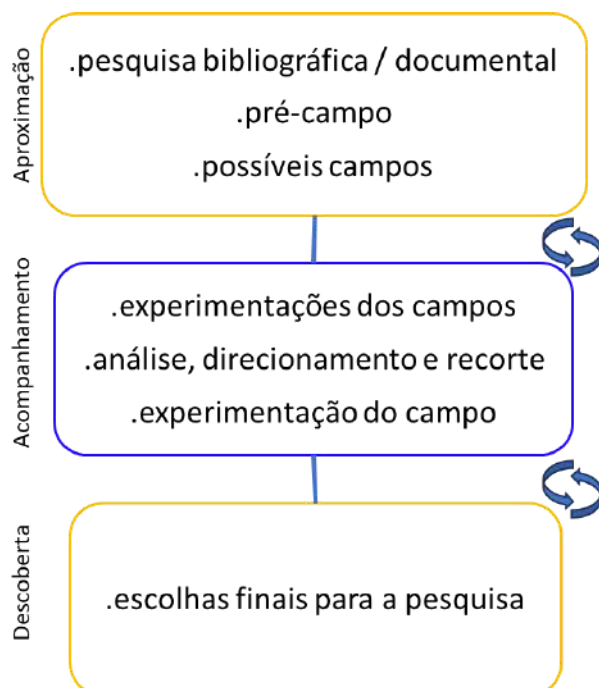 Aproximação
.pesquisa bibliográfica / documental
.pré-campo
.possíveis campos
Acompanhamento
.experimentações dos campos
.análise, direcionamento e recorte
.experimentação do campo
Descoberta
.escolhas finais para a pesquisa